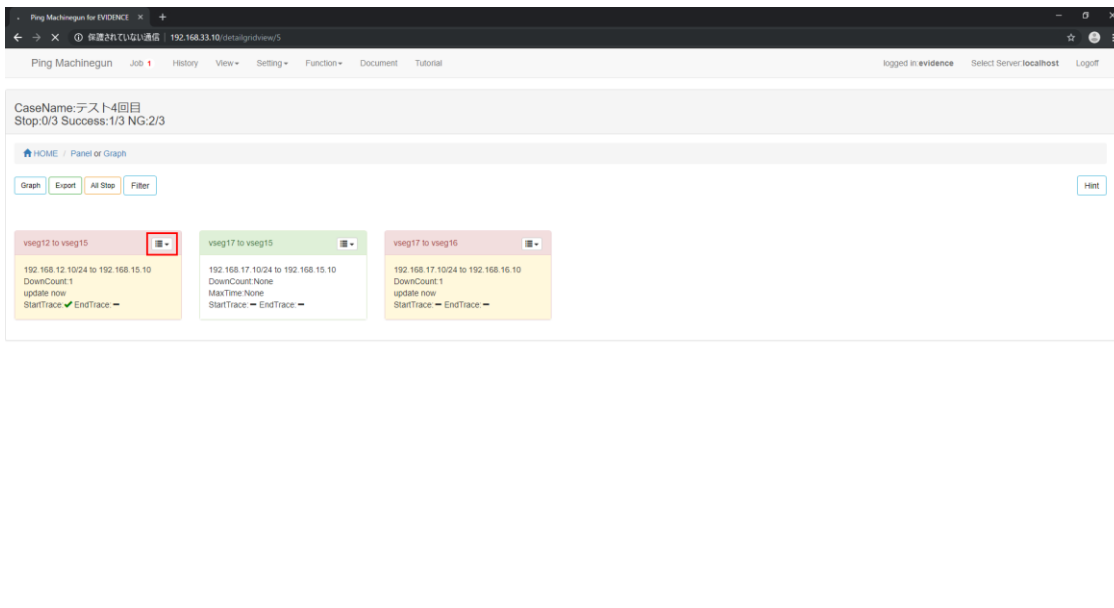 Ping Machinegun for EVIDENCE
保護されていない通信 | 192.168.33.10/detailgridview/5
Ping Machinegun Job 1 History View Setting Function Document Tutorial logged in:evidence Select Server:localhost Logoff
CaseName:テスト4回目
Stop:0/3 Success:1/3 NG:2/3
HOME / Panel or Graph
Graph Export All Stop Filter Hint
vseg12 to vseg15
192.168.12.10/24 to 192.168.15.10
DownCount:1
update now
StartTrace: EndTrace:
vseg17 to vseg15
192.168.17.10/24 to 192.168.15.10
DownCount:None
MaxTime:None
StartTrace: EndTrace:
vseg17 to vseg16
192.168.17.10/24 to 192.168.16.10
DownCount:1
update now
StartTrace: EndTrace: